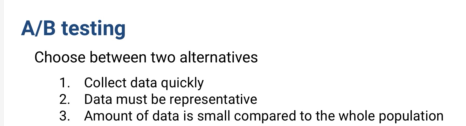 A/B testing
Choose between two alternatives
1. Collect data quickly
2. Data must be representative
3. Amount of data is small compared to the whole population